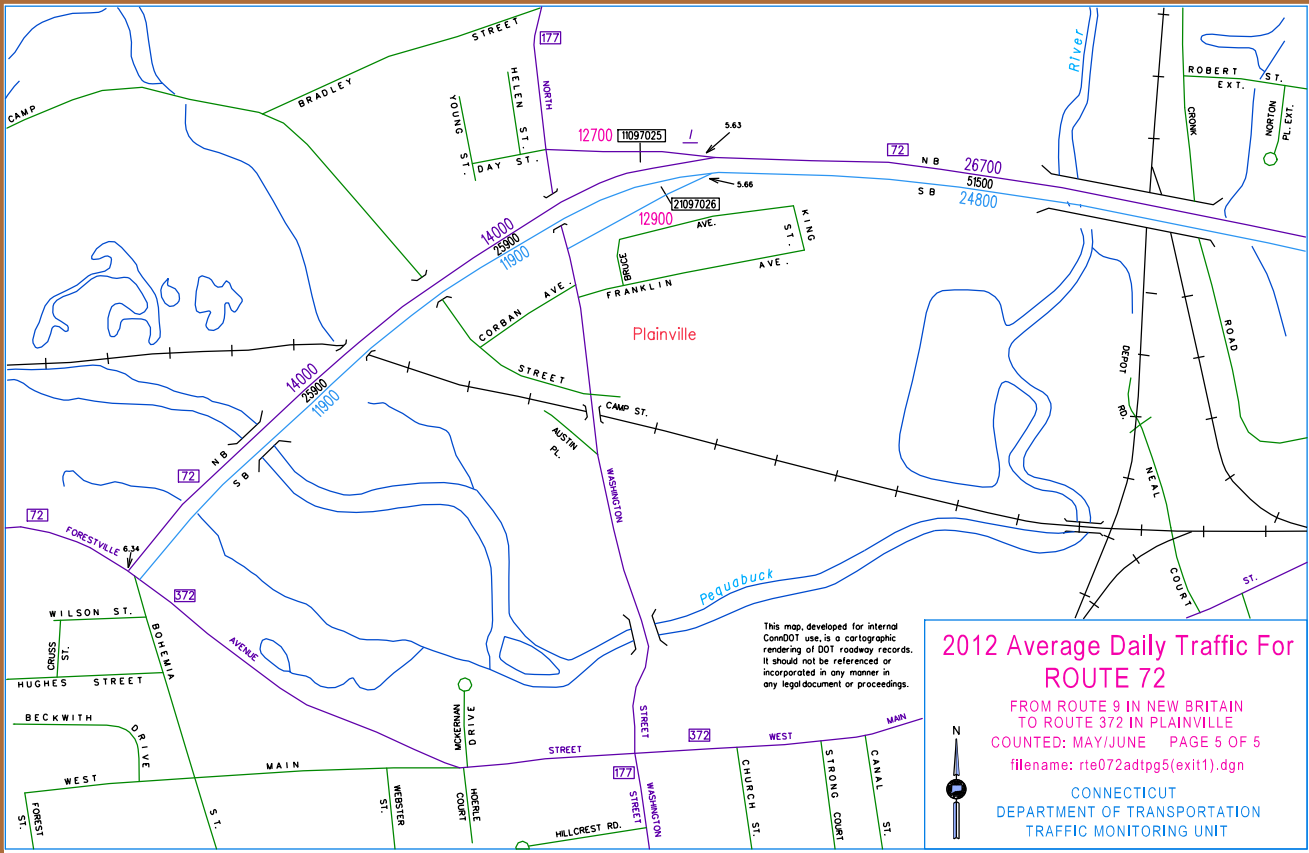 STREET
177
River
ROBERT ST.
EXT.
CAMP
BRADLEY
HELEN ST.
YOUNG ST.
NORTH
CRONK
NORTON
PL. EXT.
12700
11097025
1
5.63
DAY ST.
72
NB
26700
51500
SB
24800
5.66
21097026
12900
AVE.
KING
ST.
14000
25900
11900
BRUCE
AVE.
FRANKLIN
AVE.
CORBAN
Plainville
ROAD
STREET
DEPOT
RD.
14000
25900
11900
CAMP ST.
AUSTIN
PL.
NB
SB
72
NEAL
WASHINGTON
72
FORESTVILLE
6.34
372
Pequabuck
COURT
ST.
WILSON ST.
CRUSS
ST.
BOHEMIA
AVENUE
HUGHES STREET
This map, developed for internal
ConnDOT use, is a cartographic
rendering of DOT roadway records.
It should not be referenced or
incorporated in any manner in
any legal document or proceedings.
2012 Average Daily Traffic For
ROUTE 72
FROM ROUTE 9 IN NEW BRITAIN
TO ROUTE 372 IN PLAINVILLE
COUNTED: MAY/JUNE PAGE 5 OF 5
filename: rte072adtpg5(exit1).dgn
CONNECTICUT
DEPARTMENT OF TRANSPORTATION
TRAFFIC MONITORING UNIT
N
BECKWITH
DRIVE
MCKERNAN
DRIVE
STREET
372
WEST
MAIN
STREET
WEST
MAIN
177
WASHINGTON
STREET
CHURCH
ST.
STRONG
COURT
CANAL
ST.
FOREST
ST.
ST.
WEBSTER
ST.
HOERLE
COURT
HILLCREST RD.